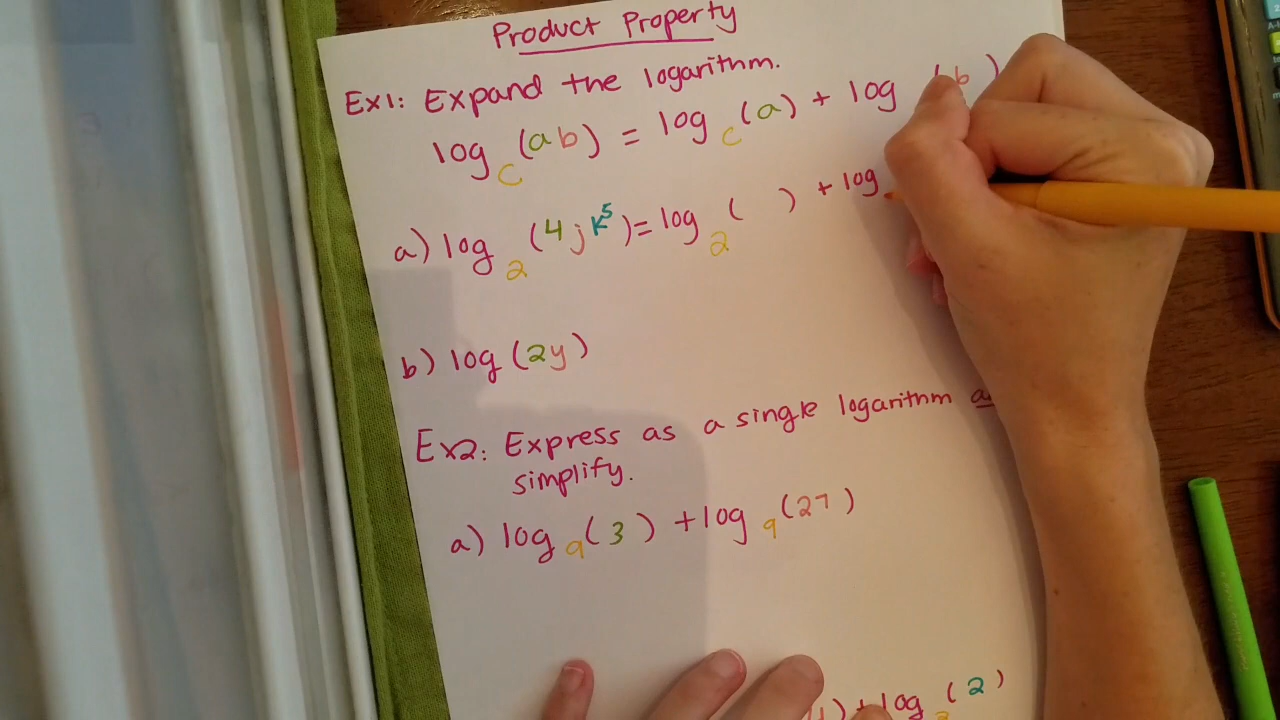 Product Property
Ex1: Expand the logarithm.
log c (ab) = log c (a) + log (b)
a) log 2 (4jk⁵) = log 2 ( ) + log
b) log (2y)
Ex2: Express as a single logarithm
simplify.
a) log 9 (3) + log 9 (27)
) + log (2)